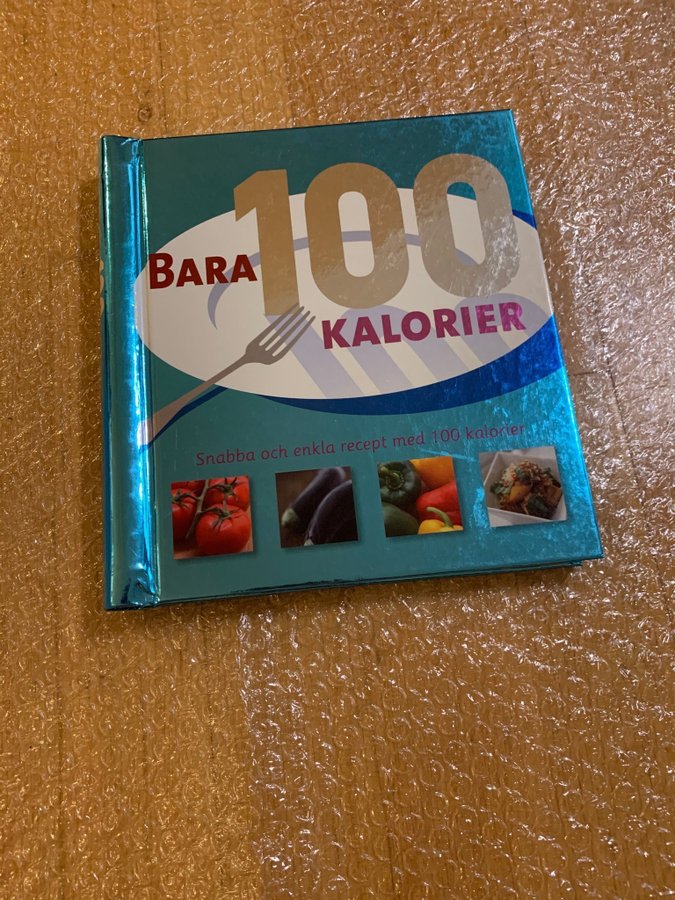 BARA 100
KALORIER
Snabba och enkla recept med 100 kalorier